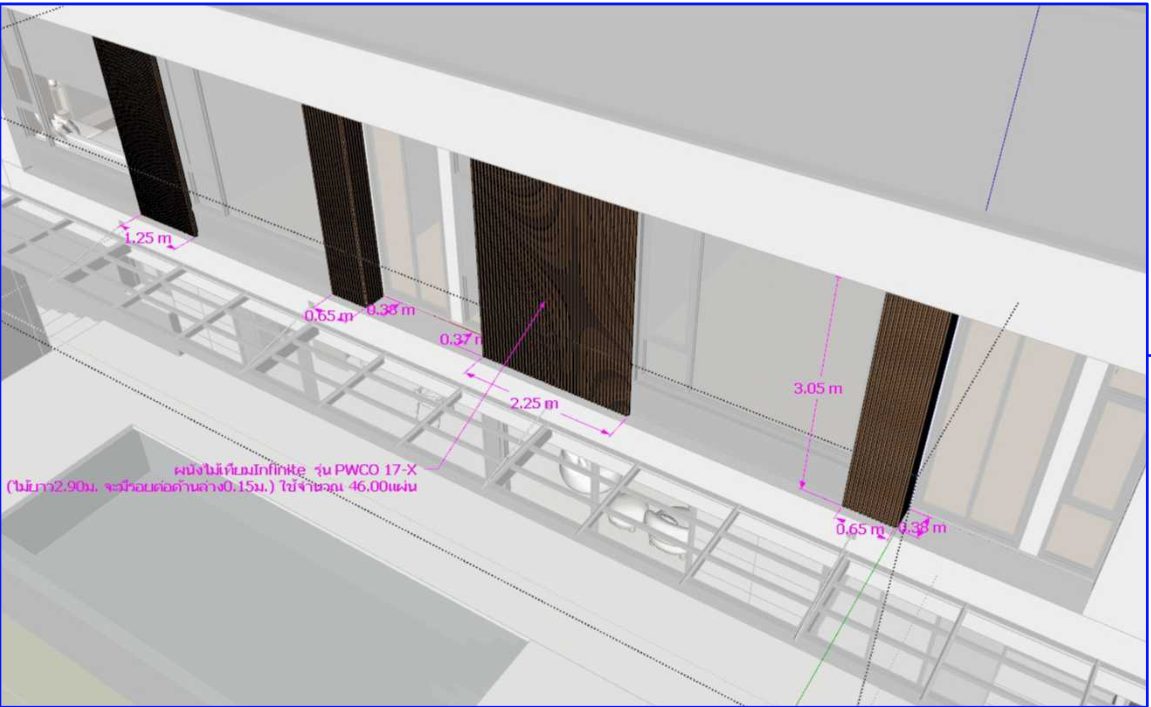 1.25 m
0.65 m
0.38 m
0.37 m
2.25 m
3.05 m
0.65 m
0.38 m
ผนังไม้เทียมInfinite รุ่น PWCO 17-X
(ไม้ยาว2.90ม. จะมีรอยต่อด้านล่าง0.15ม.) ใช้จำนวณ 46.00แผ่น